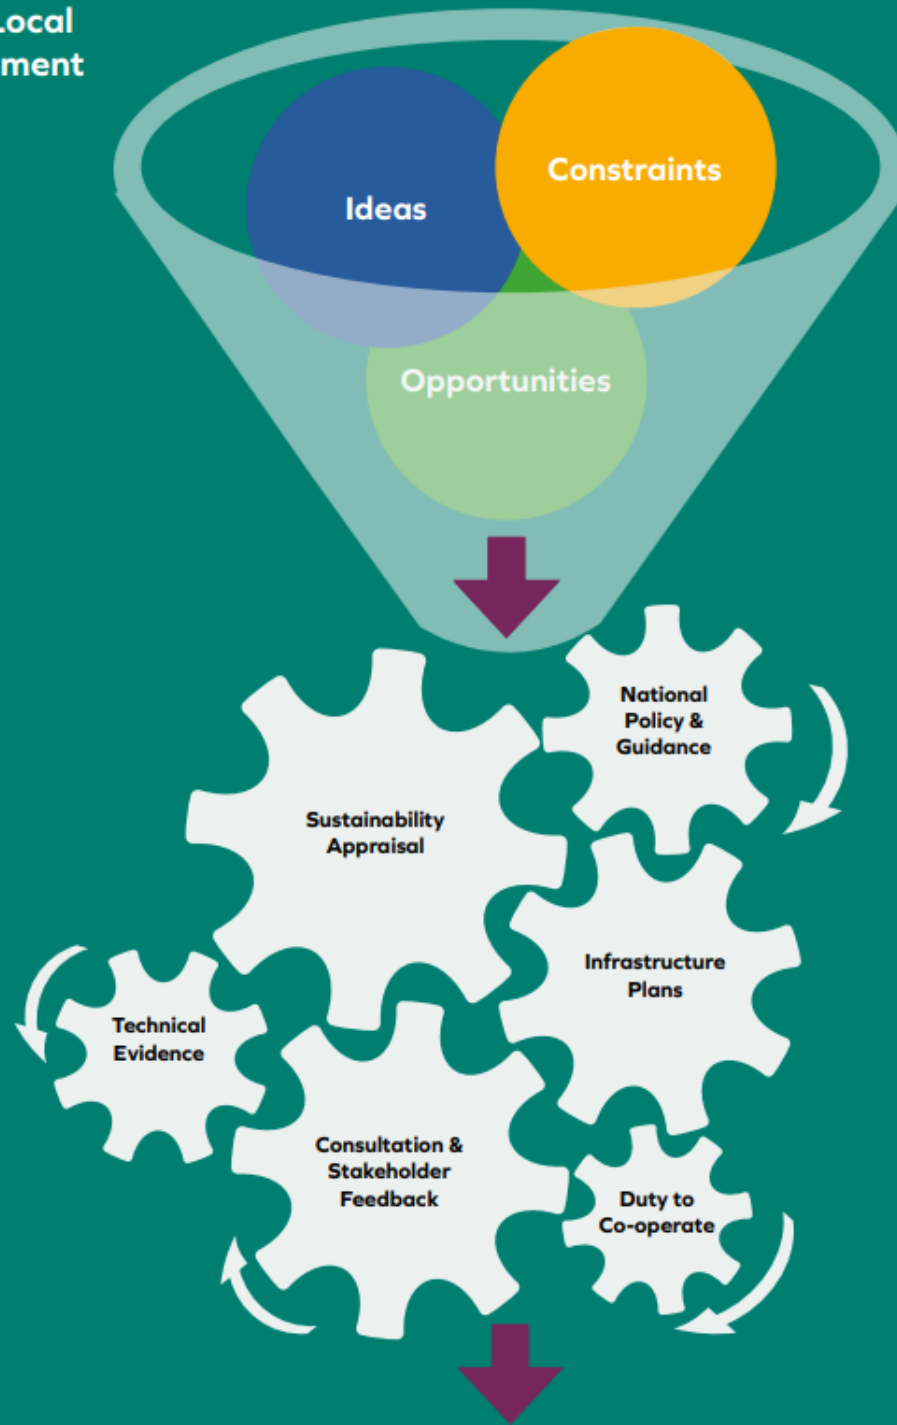 Local
ment
Constraints
Ideas
Opportunities
National
Policy &
Guidance
Sustainability
Appraisal
Infrastructure
Plans
Technical
Evidence
Consultation &
Stakeholder
Feedback
Duty to
Co-operate